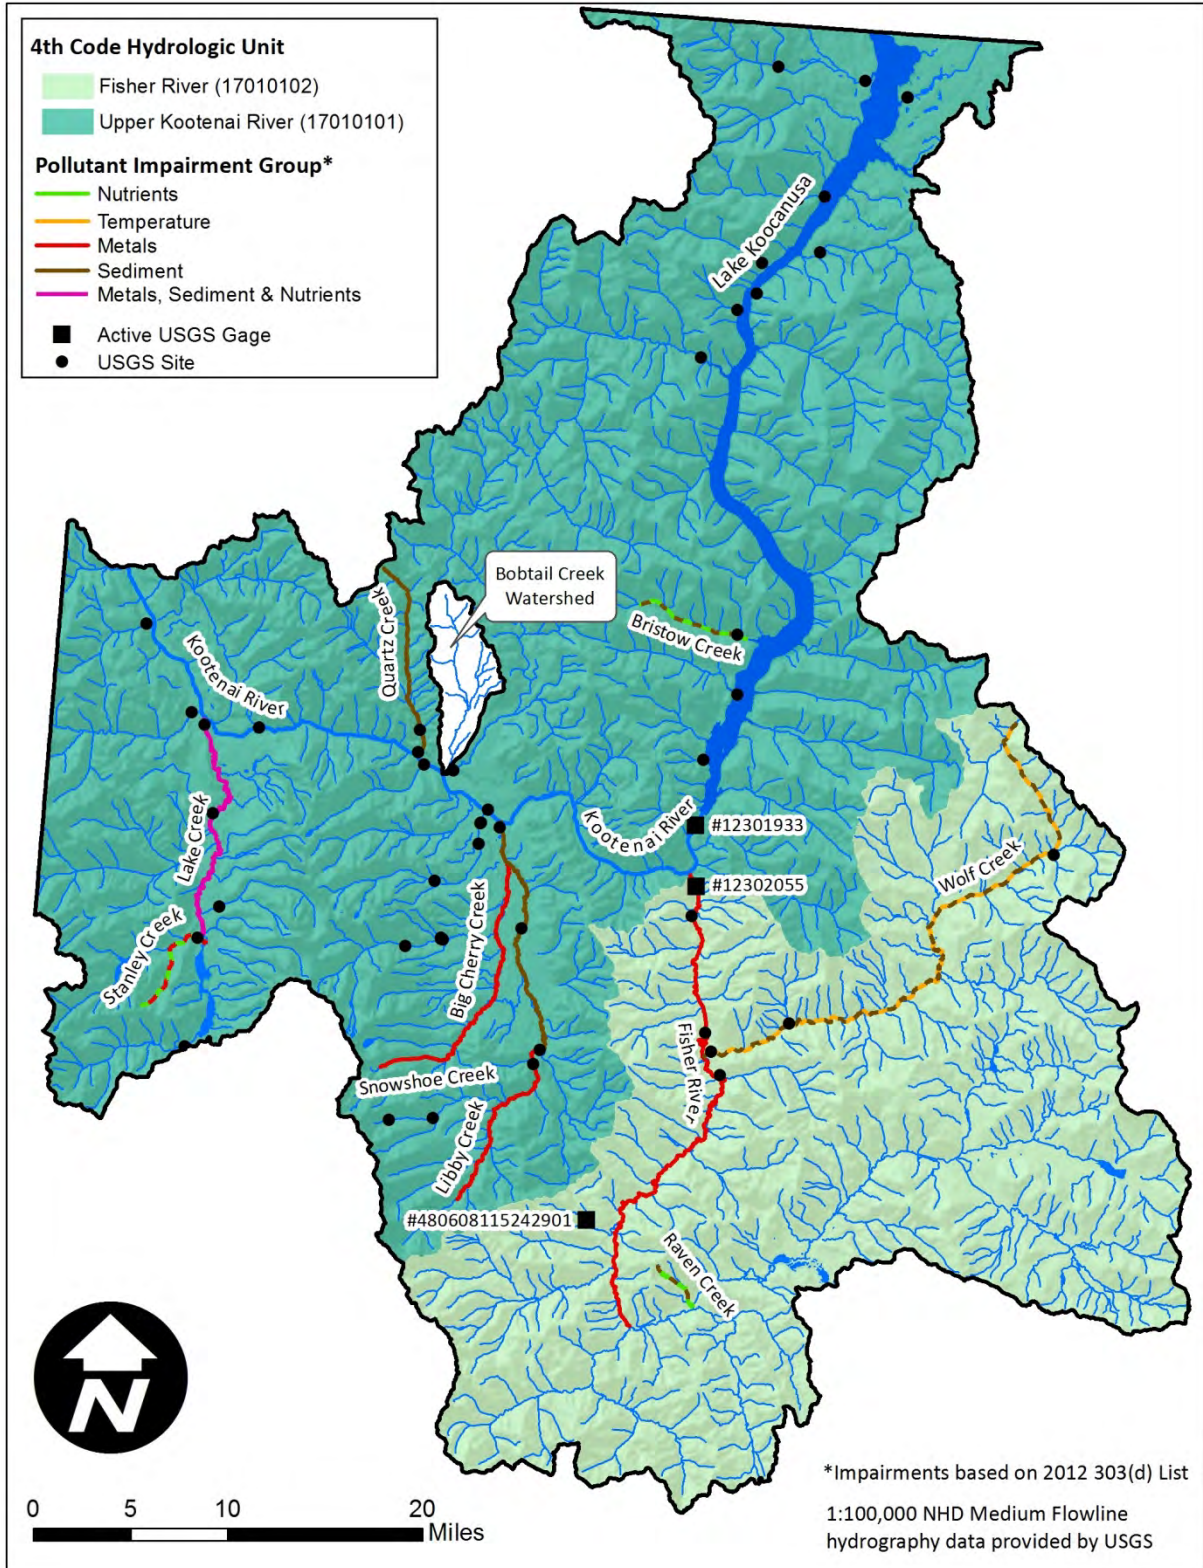 4th Code Hydrologic Unit
Fisher River (17010102)
Upper Kootenai River (17010101)
Pollutant Impairment Group*
Nutrients
Temperature
Metals
Sediment
Metals, Sediment & Nutrients
Active USGS Gage
USGS Site
Lake Koocanusa
Bobtail Creek
Watershed
Quartz Creek
Bristow Creek
Kootenai River
Kootenai River
#12301933
Lake Creek
Wolf Creek
#12302055
Stanley Creek
Big Cherry Creek
Fisher River
Snowshoe Creek
Libby Creek
#480608115242901
Raven Creek
N
*Impairments based on 2012 303(d) List
0 5 10 20
Miles
1:100,000 NHD Medium Flowline
hydrography data provided by USGS